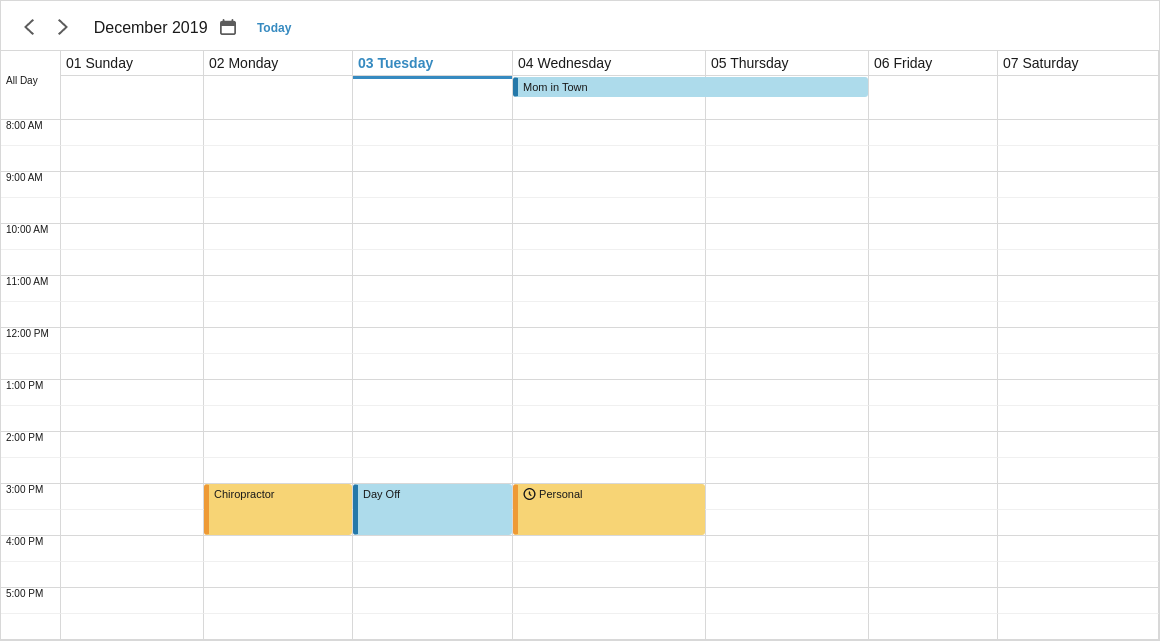 December 2019 Today
01 Sunday 02 Monday 03 Tuesday 04 Wednesday 05 Thursday 06 Friday 07 Saturday
All Day Mom in Town
8:00 AM
9:00 AM
10:00 AM
11:00 AM
12:00 PM
1:00 PM
2:00 PM
3:00 PM Chiropractor Day Off Personal
4:00 PM
5:00 PM